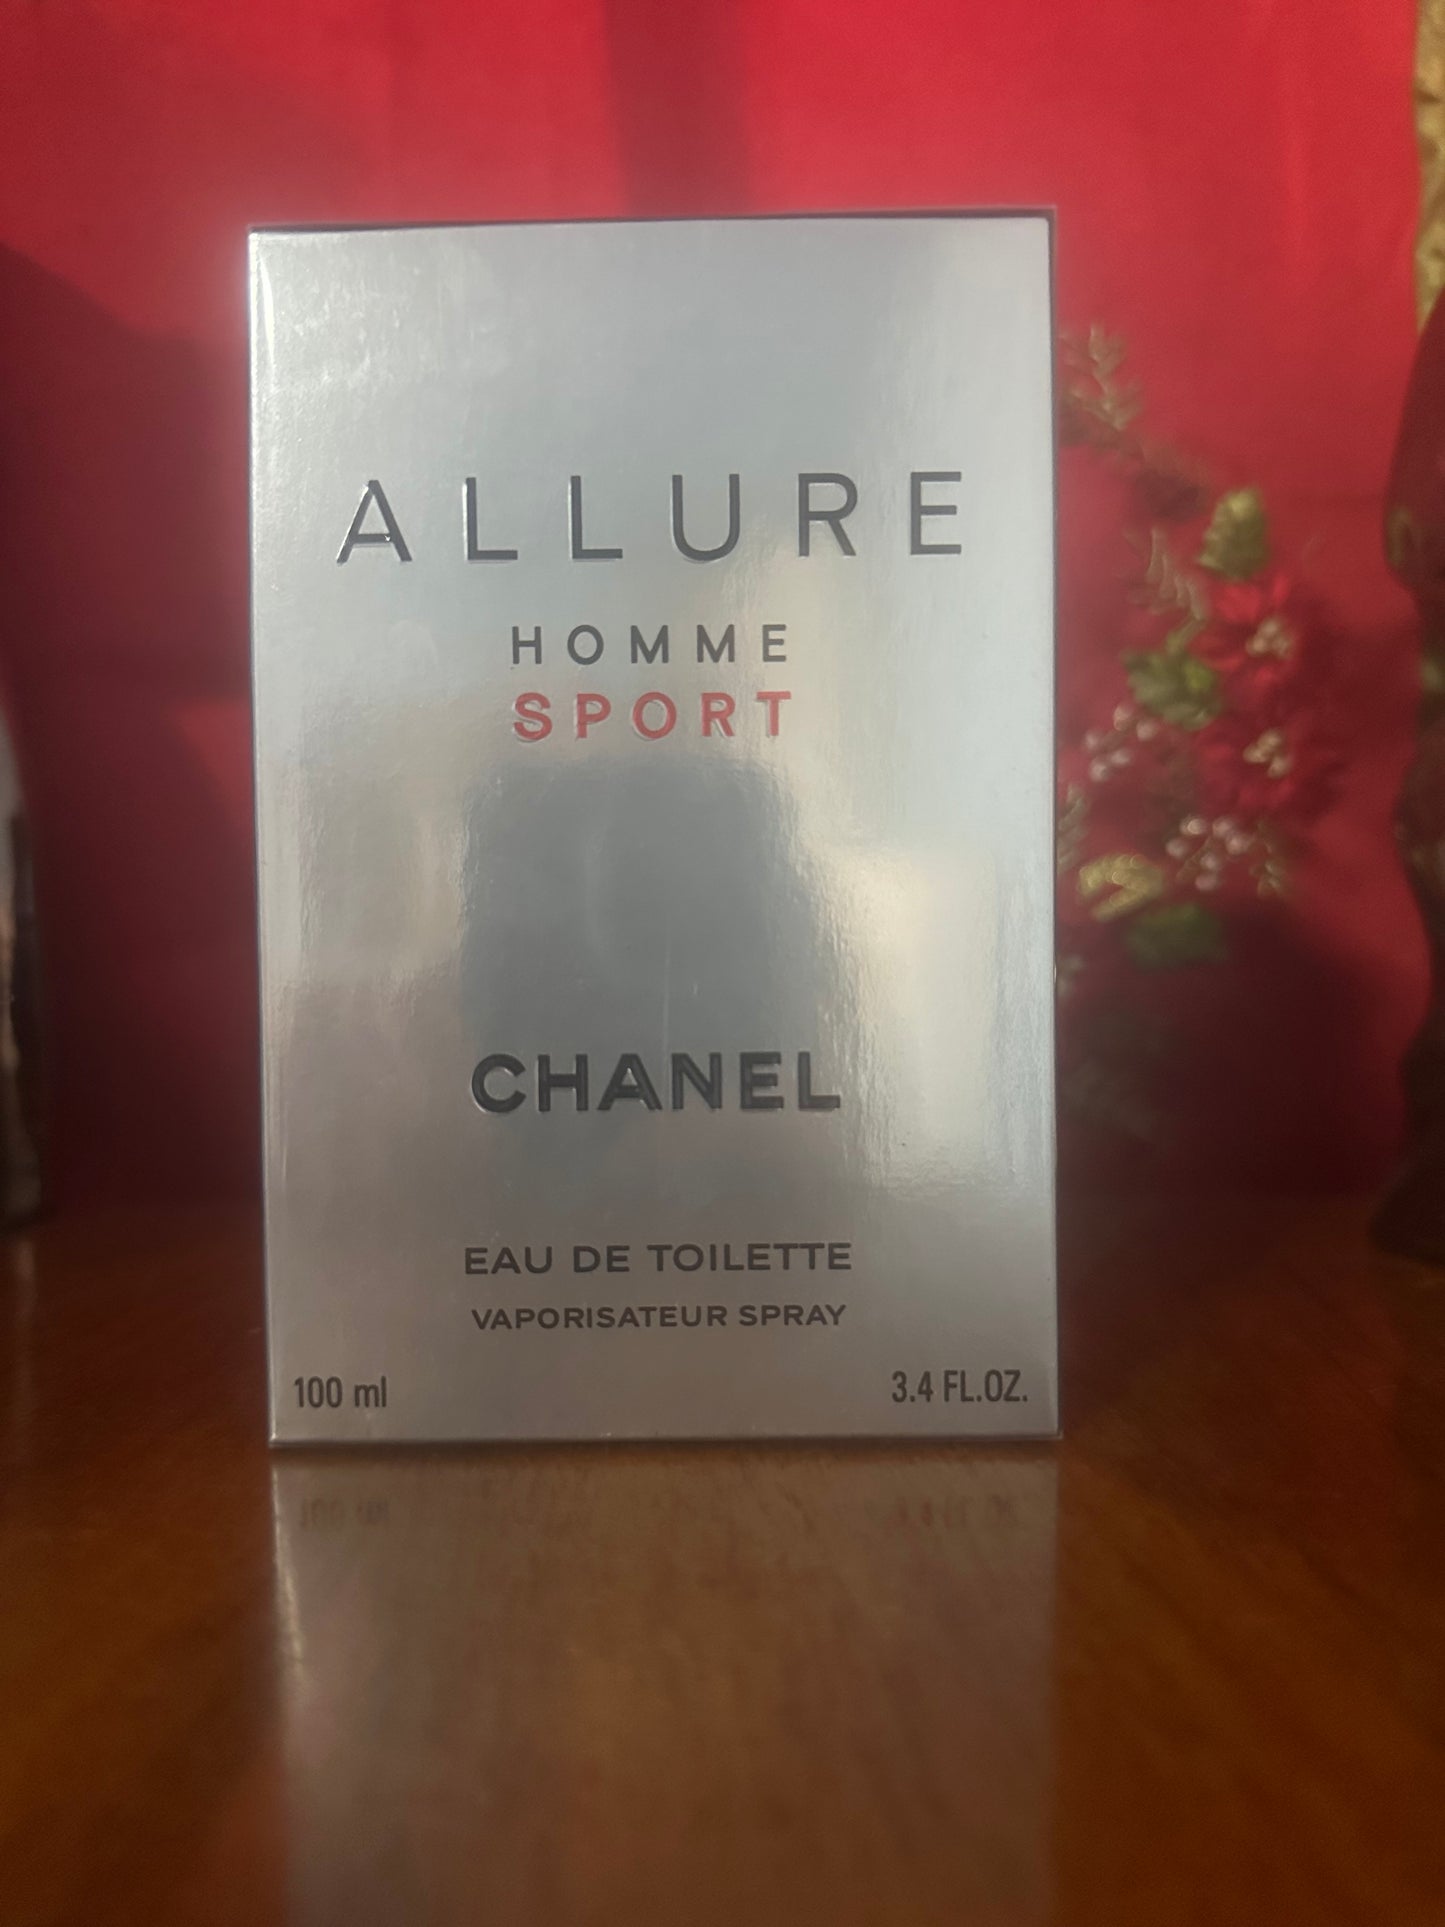 ALLURE
HOMME
SPORT
CHANEL
EAU DE TOILETTE
VAPORISATEUR SPRAY
100 ml 3.4 FL.OZ.